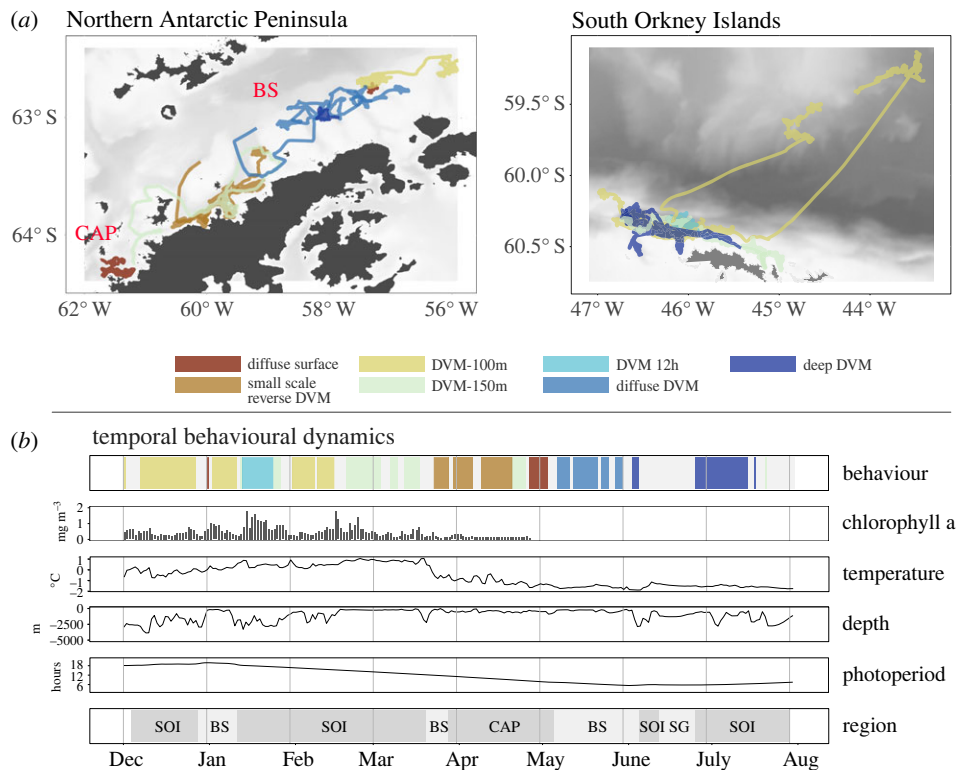 (a) Northern Antarctic Peninsula
South Orkney Islands
BS
CAP
63° S
64° S
62° W
60° W
58° W
56° W
59.5° S
60.0° S
60.5° S
47° W
46° W
45° W
44° W
diffuse surface
small scale
reverse DVM
DVM-100m
DVM-150m
DVM 12h
diffuse DVM
deep DVM
(b) temporal behavioural dynamics
behaviour
mg m−3
2
1
0
chlorophyll a
°C
1
0
−1
−2
temperature
m
0
−2500
−5000
depth
hours
18
12
6
photoperiod
SOI BS SOI BS CAP BS SOI SG SOI
region
Dec Jan Feb Mar Apr May June July Aug